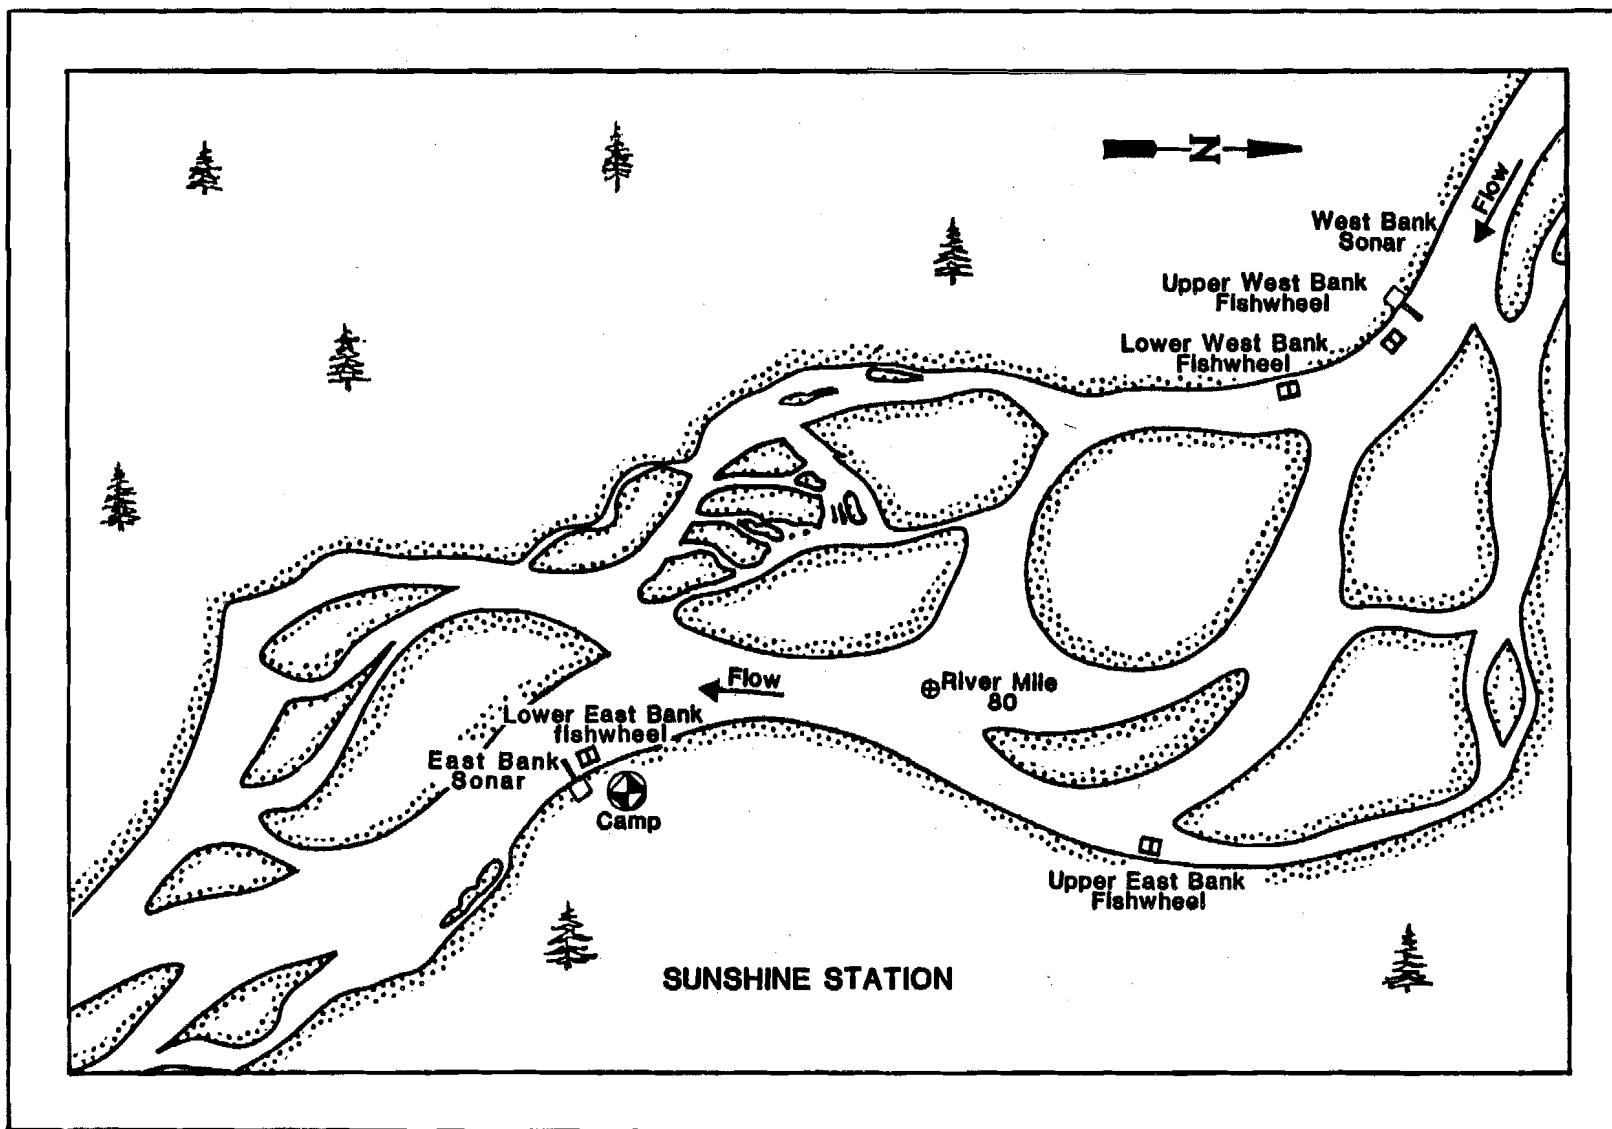 N
Flow
West Bank
Sonar
Upper West Bank
Fishwheel
Lower West Bank
Fishwheel
Flow
River Mile
80
Lower East Bank
fishwheel
East Bank
Sonar
Camp
Upper East Bank
Fishwheel
SUNSHINE STATION